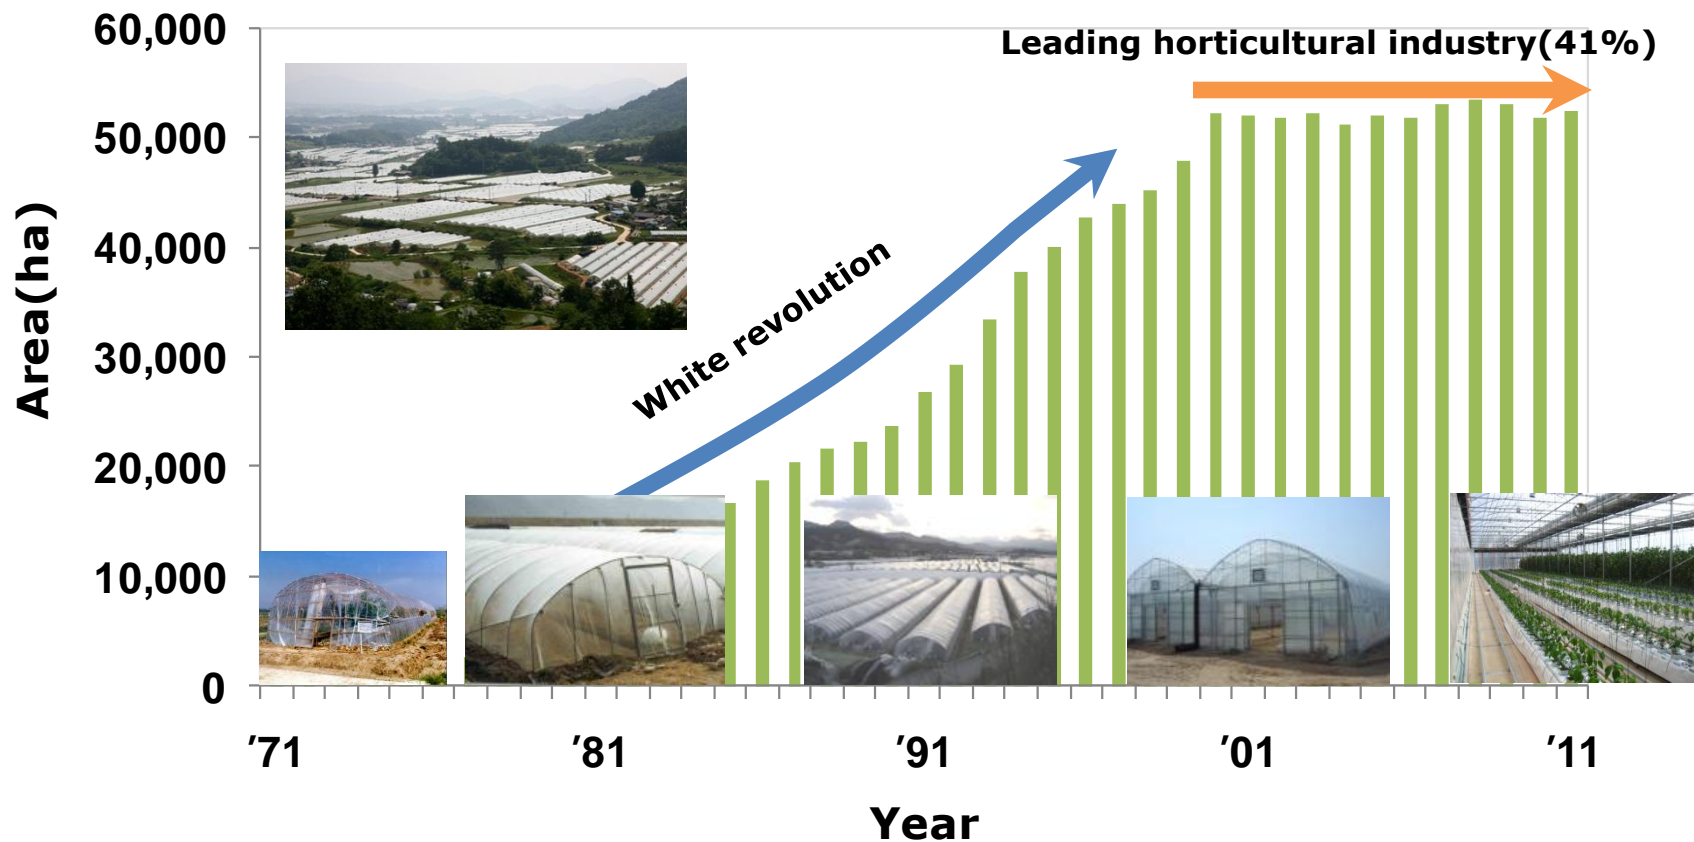 60,000
50,000
40,000
30,000
20,000
10,000
0
Area(ha)
Leading horticultural industry(41%)
White revolution
’71 ’81 ’91 ’01 ’11
Year